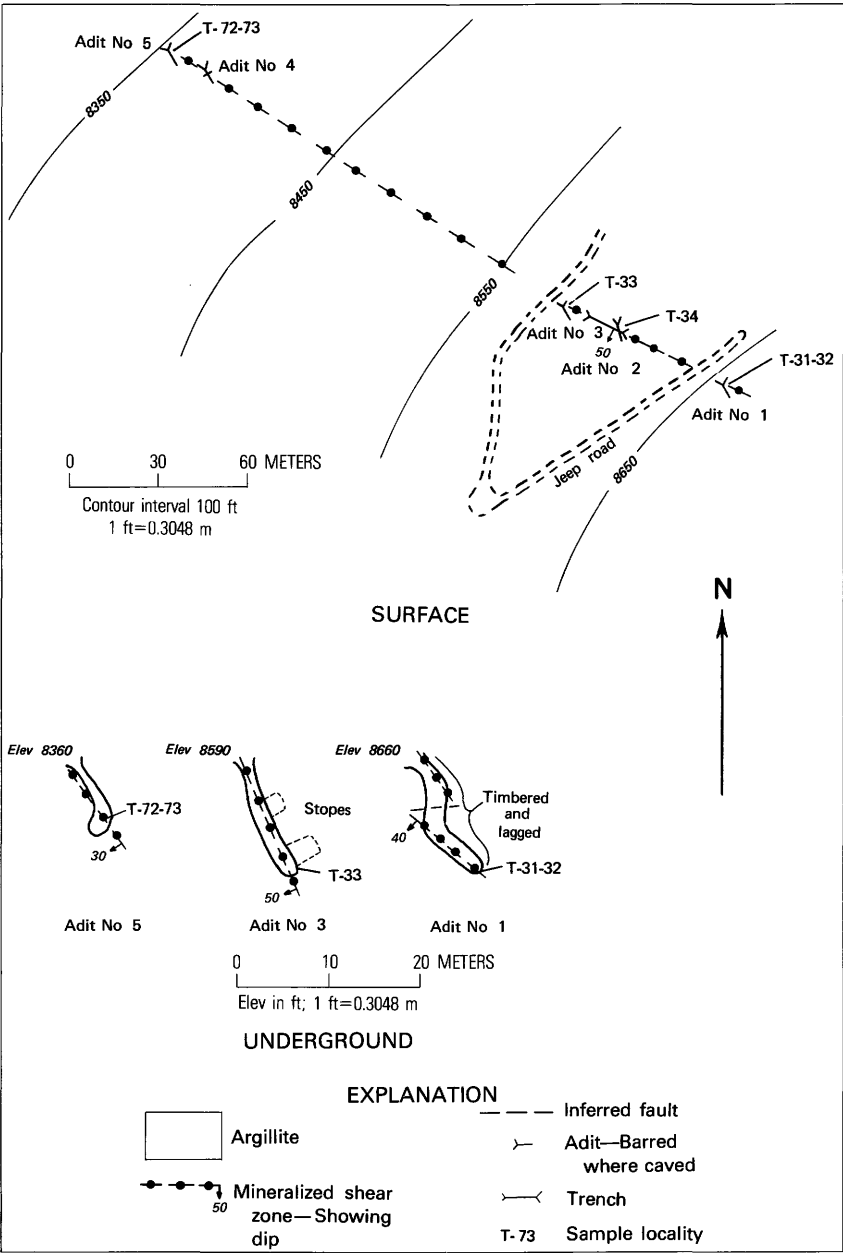 Adit No 5
T-72-73
Adit No 4
8350
8450
8550
T-33
Adit No 3
T-34
50
Adit No 2
T-31-32
Adit No 1
Jeep road
8650
0 30 60 METERS
Contour interval 100 ft
1 ft=0.3048 m
SURFACE
N
Elev 8360
Elev 8590
Elev 8660
T-72-73
30
Stopes
T-33
50
Timbered
and
lagged
40
T-31-32
Adit No 5
Adit No 3
Adit No 1
0 10 20 METERS
Elev in ft; 1 ft=0.3048 m
UNDERGROUND
EXPLANATION
Argillite
50
Mineralized shear
zone—Showing
dip
Inferred fault
Adit—Barred
where caved
Trench
T-73 Sample locality